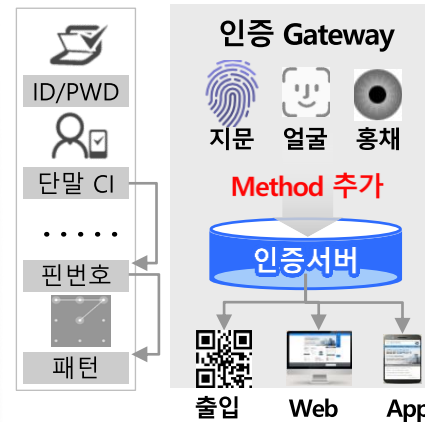 ID/PWD
단말 CI
.....
핀번호
패턴
인증 Gateway
지문 얼굴 홍채
Method 추가
인증서버
출입 Web App